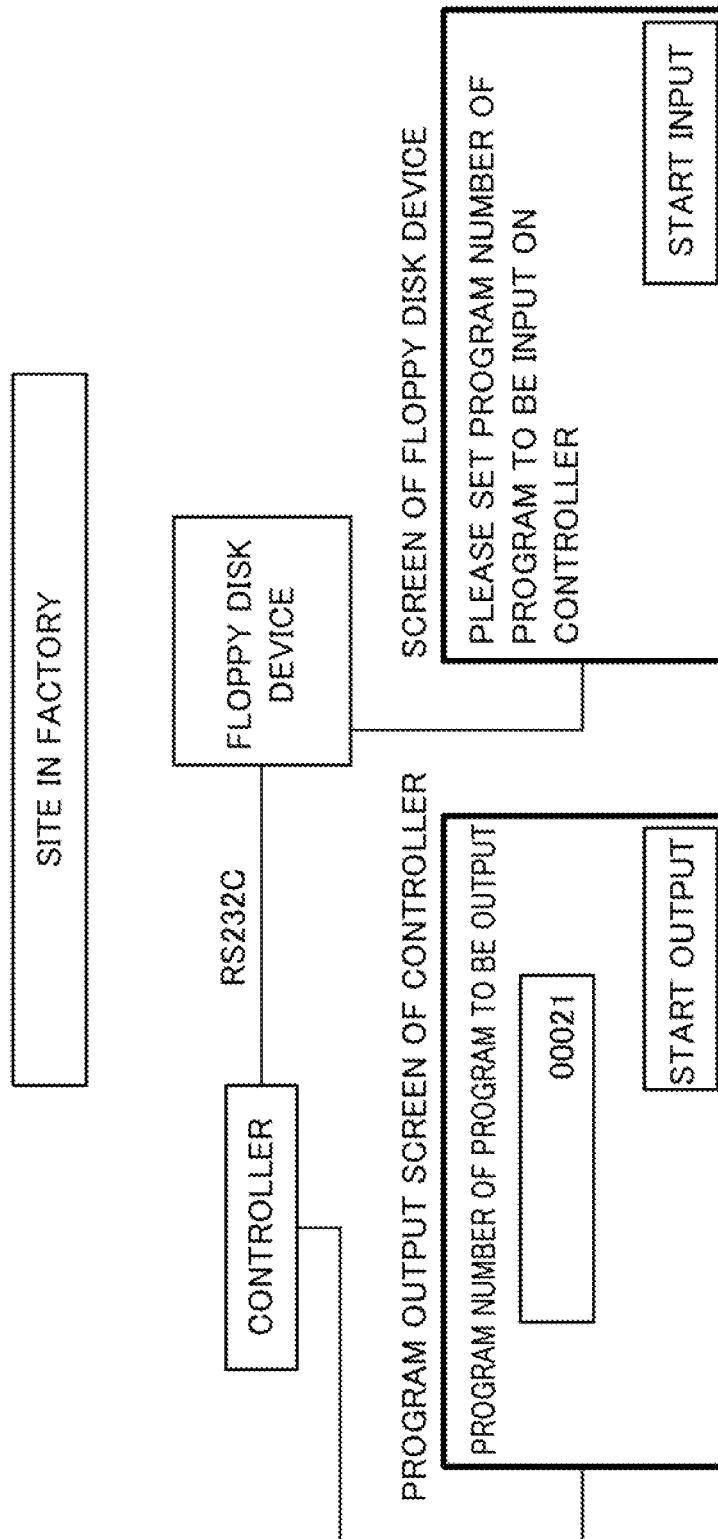 SITE IN FACTORY
CONTROLLER
RS232C
FLOPPY DISK
DEVICE
PROGRAM OUTPUT SCREEN OF CONTROLLER
PROGRAM NUMBER OF PROGRAM TO BE OUTPUT
00021
START OUTPUT
SCREEN OF FLOPPY DISK DEVICE
PLEASE SET PROGRAM NUMBER OF
PROGRAM TO BE INPUT ON
CONTROLLER
START INPUT